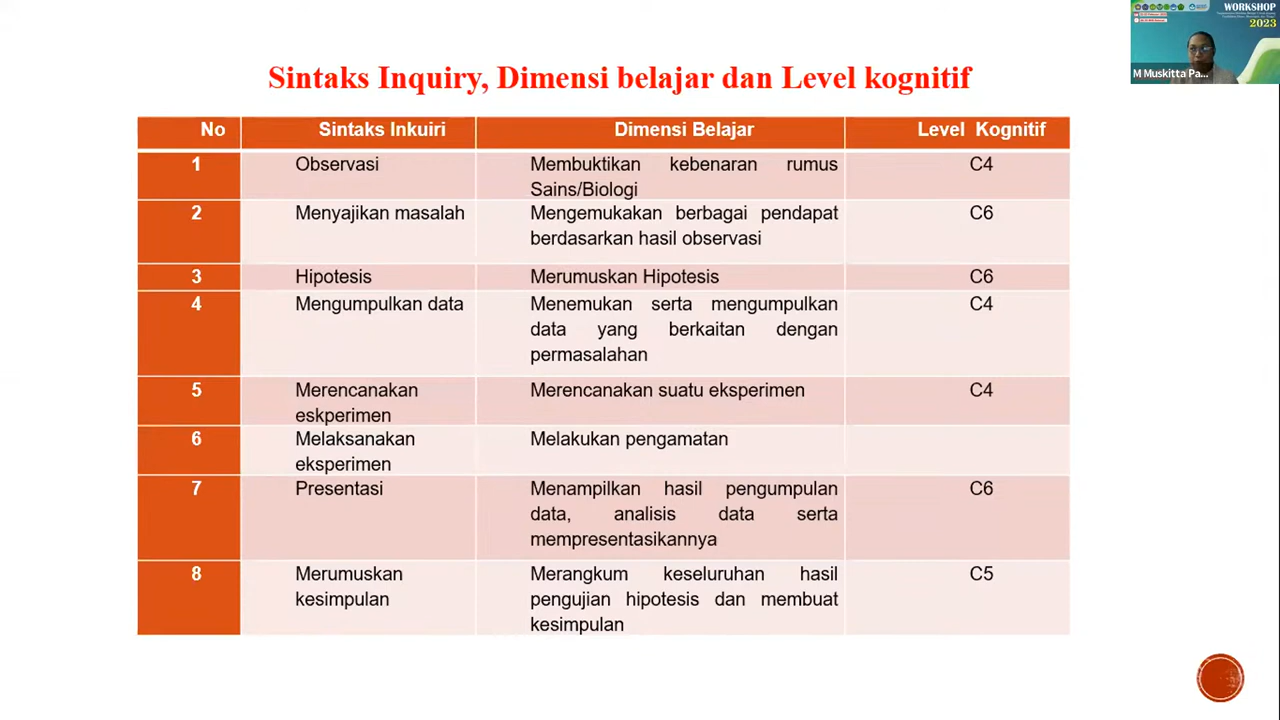 WORKSHOP
2023
M Muskitta Pa...
Sintaks Inquiry, Dimensi belajar dan Level kognitif
No Sintaks Inkuiri Dimensi Belajar Level Kognitif
1 Observasi Membuktikan kebenaran rumus C4
Sains/Biologi
2 Menyajikan masalah Mengemukakan berbagai pendapat C6
berdasarkan hasil observasi
3 Hipotesis Merumuskan Hipotesis C6
4 Mengumpulkan data Menemukan serta mengumpulkan C4
data yang berkaitan dengan
permasalahan
5 Merencanakan Merencanakan suatu eksperimen C4
eskperimen
6 Melaksanakan Melakukan pengamatan
eksperimen
7 Presentasi Menampilkan hasil pengumpulan C6
data, analisis data serta
mempresentasikannya
8 Merumuskan Merangkum keseluruhan hasil C5
kesimpulan pengujian hipotesis dan membuat
kesimpulan